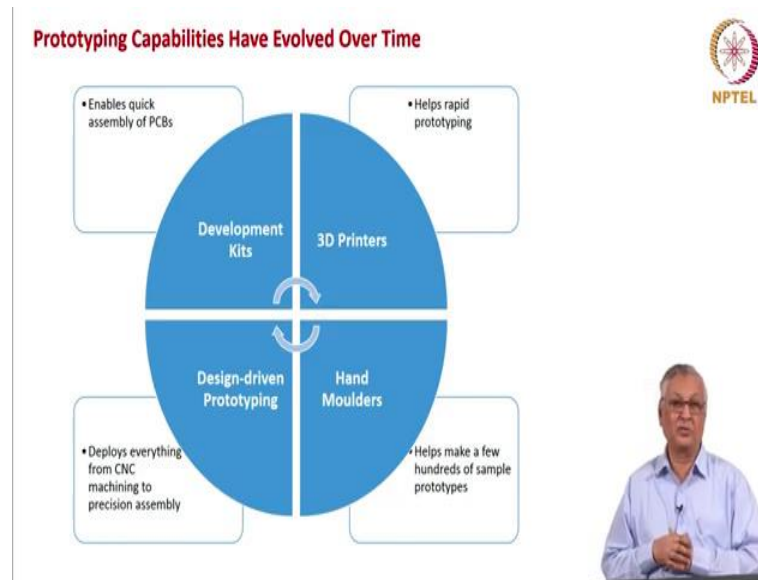 Prototyping Capabilities Have Evolved Over Time
NPTEL
• Enables quick
assembly of PCBs
• Helps rapid
prototyping
Development
Kits
3D Printers
Design-driven
Prototyping
Hand
Moulders
• Deploys everything
from CNC
machining to
precision assembly
• Helps make a few
hundreds of sample
prototypes